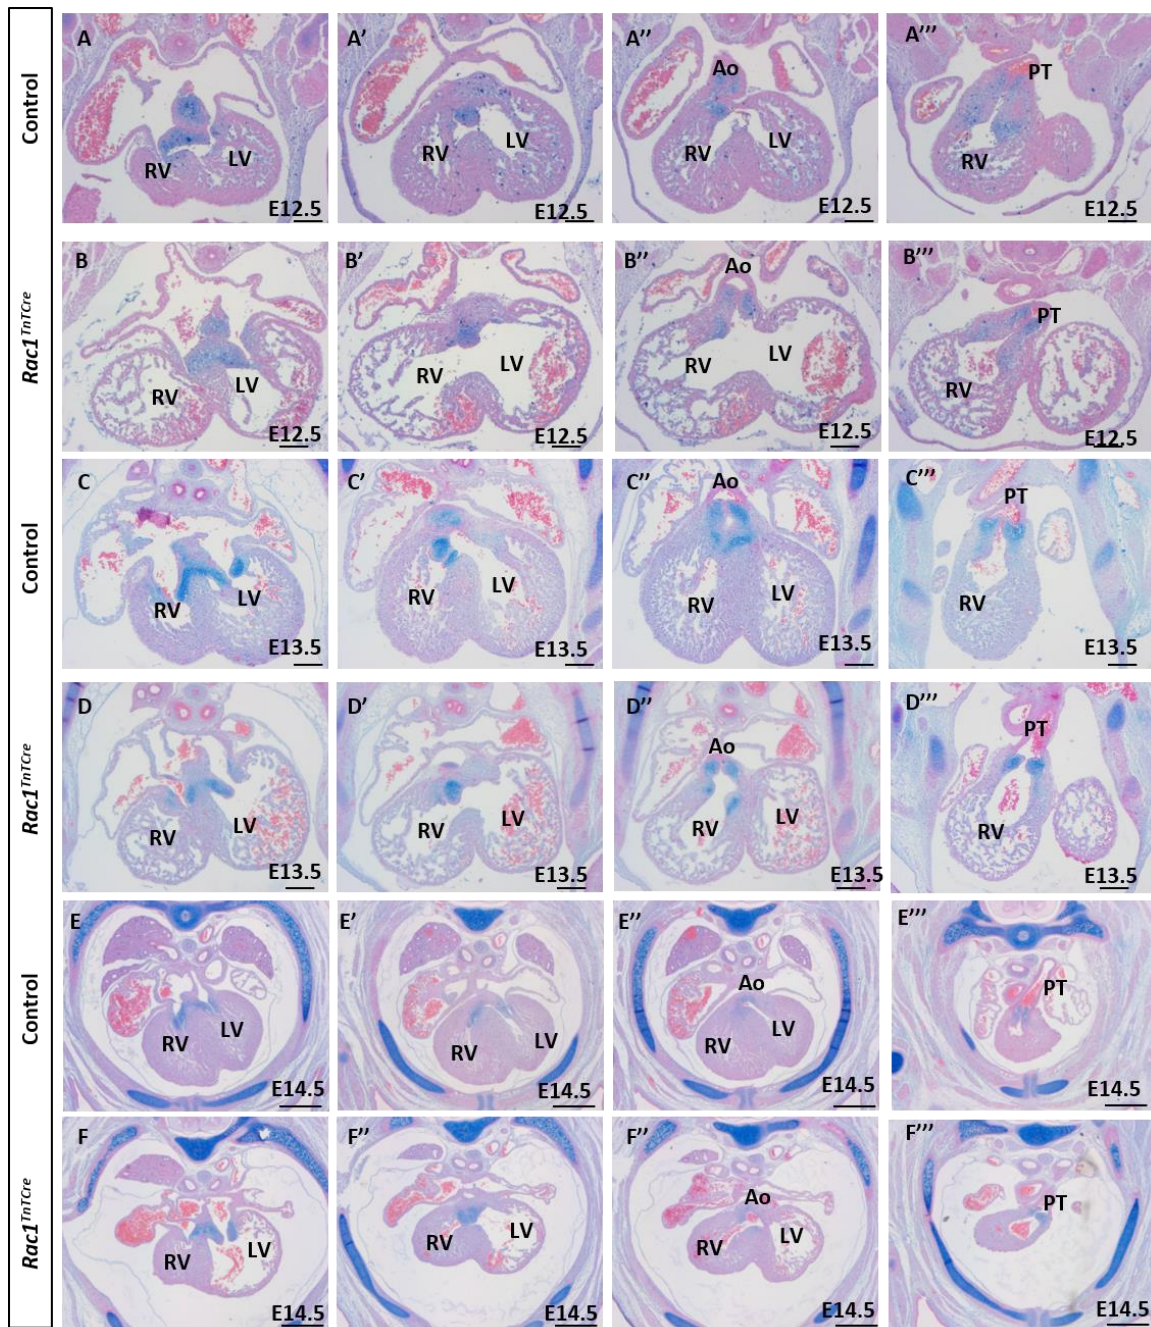 Control
A
RV
LV
E12.5
A'
RV
LV
E12.5
A''
Ao
RV
LV
E12.5
A'''
PT
RV
E12.5
Rac1TnTCre
B
RV
LV
E12.5
B'
RV
LV
E12.5
B''
Ao
RV
LV
E12.5
B'''
PT
RV
E12.5
Control
C
RV
LV
E13.5
C'
RV
LV
E13.5
C''
Ao
RV
LV
E13.5
C'''
PT
RV
E13.5
Rac1TnTCre
D
RV
LV
E13.5
D'
RV
LV
E13.5
D''
Ao
RV
LV
E13.5
D'''
PT
RV
E13.5
Control
E
RV
LV
E14.5
E'
RV
LV
E14.5
E''
Ao
RV
LV
E14.5
E'''
PT
E14.5
Rac1TnTCre
F
RV
LV
E14.5
F''
RV
LV
E14.5
F''
Ao
RV
LV
E14.5
F'''
PT
E14.5